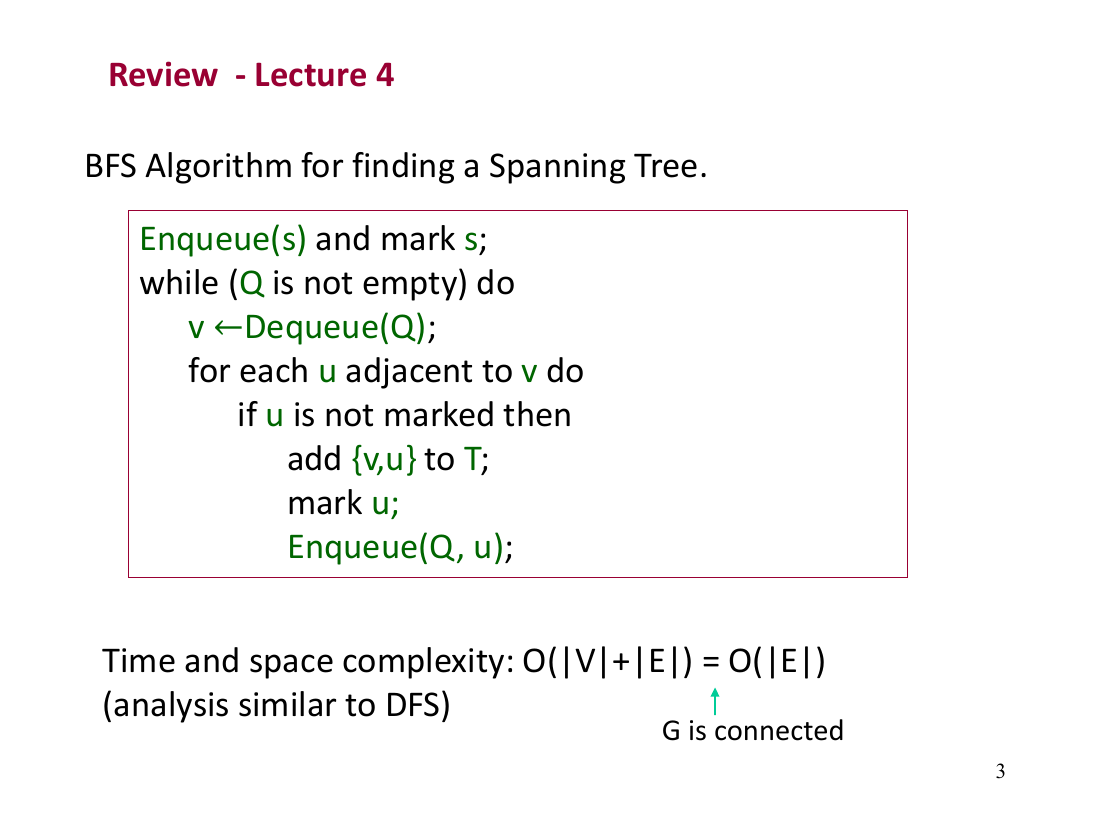 Review  - Lecture 4
BFS Algorithm for finding a Spanning Tree.
Enqueue(s) and mark s;
while (Q is not empty) do
v ←Dequeue(Q);
for each u adjacent to v do
if u is not marked then
add {v,u} to T;
mark u;
Enqueue(Q, u);
Time and space complexity: O(|V|+|E|) = O(|E|)
(analysis similar to DFS)
G is connected
3